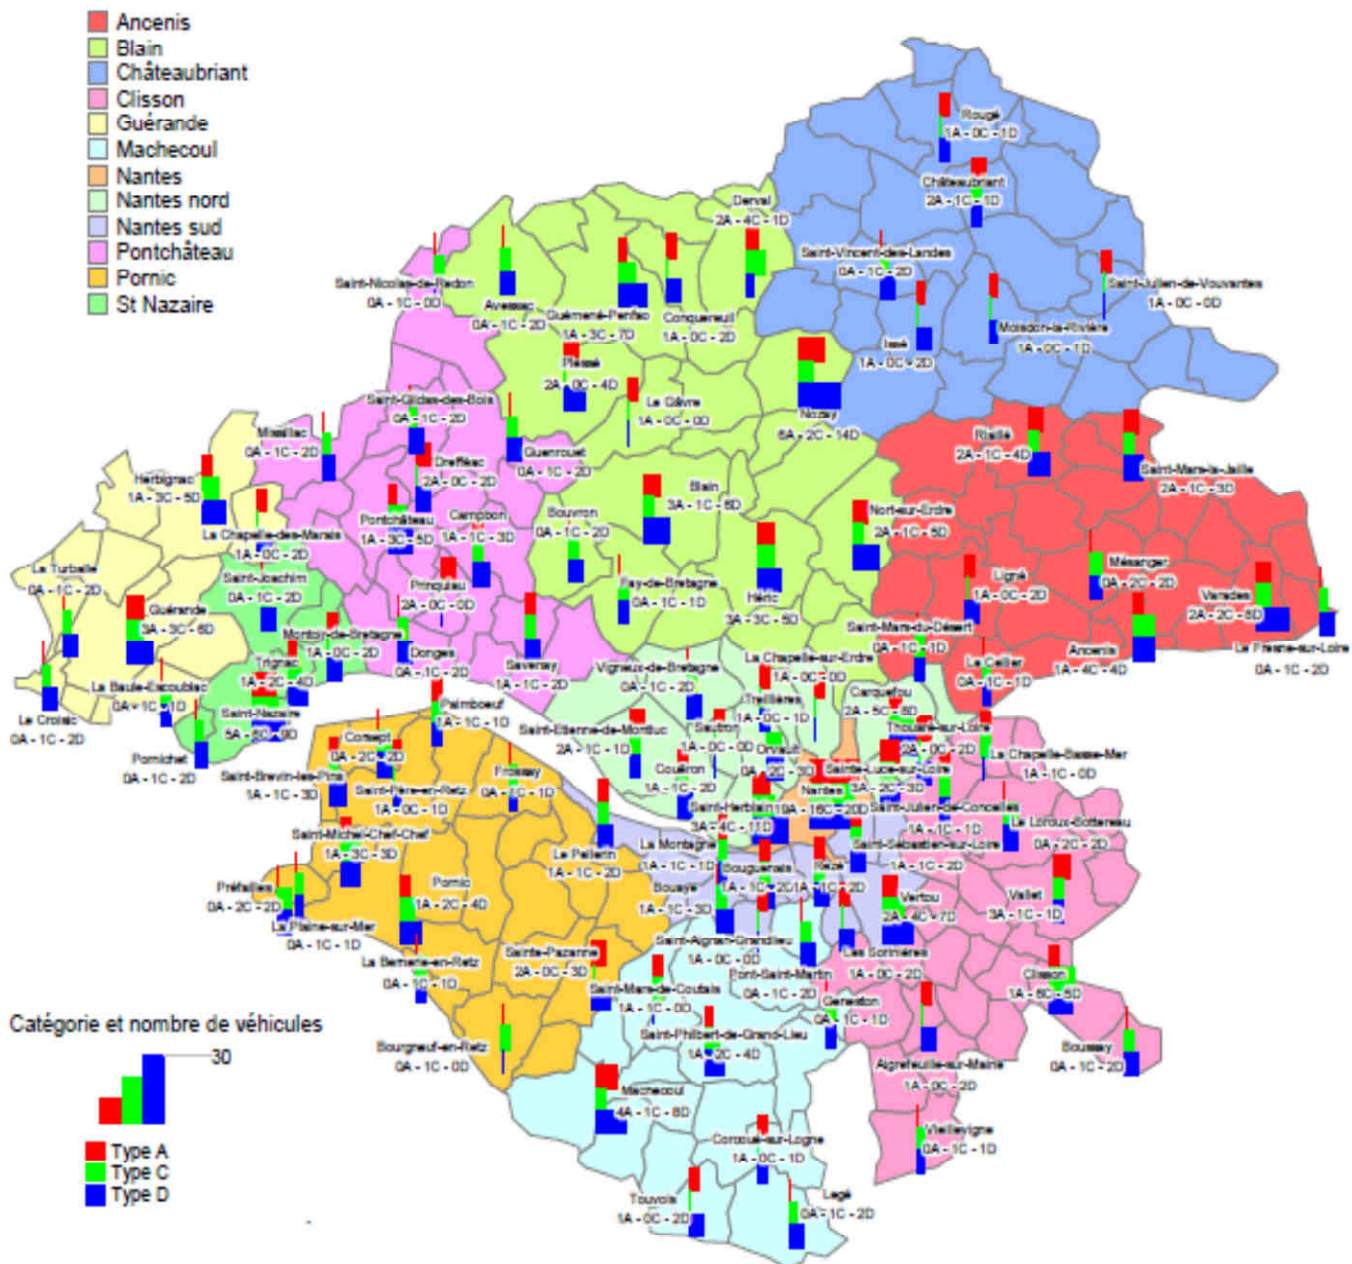 Ancenis
Blain
Châteaubriant
Clisson
Guérande
Machecoul
Nantes
Nantes nord
Nantes sud
Pontchâteau
Pornic
St Nazaire
Rougé
1A - 0C - 1D
Châteaubriant
2A - 1C - 1D
Derval
2A - 4C - 1D
Saint-Vincent-des-Landes
0A - 1C - 2D
Saint-Julien-de-Vouvantes
1A - 0C - 0D
Saint-Nicolas-de-Redon
0A - 1C - 0D
Avessac
0A - 1C - 2D
Guémené-Penfao
1A - 3C - 7D
Conquereuil
1A - 0C - 2D
Moisdon-la-Rivière
1A - 0C - 1D
Issé
1A - 0C - 2D
Plessé
2A - 0C - 4D
Le Gâvre
1A - 0C - 0D
Nozay
6A - 2C - 14D
Saint-Gildas-des-Bois
0A - 1C - 2D
Missillac
0A - 1C - 2D
Guenrouet
0A - 1C - 2D
Riaillé
2A - 1C - 4D
Saint-Mars-la-Jaille
2A - 1C - 3D
Drefféac
2A - 0C - 2D
Herbignac
1A - 3C - 5D
Blain
3A - 1C - 6D
Nort-sur-Erdre
2A - 1C - 5D
Pontchâteau
1A - 3C - 5D
Campbon
1A - 1C - 3D
Bouvron
0A - 1C - 2D
La Chapelle-des-Marais
1A - 0C - 2D
La Turballe
0A - 1C - 2D
Saint-Joachim
0A - 1C - 2D
Prinquiau
2A - 0C - 0D
Fay-de-Bretagne
0A - 1C - 1D
Héric
3A - 3C - 5D
Ligné
1A - 0C - 2D
Mésanger
0A - 2C - 2D
Varades
2A - 2C - 8D
Guérande
3A - 3C - 6D
Montoir-de-Bretagne
1A - 0C - 2D
Saint-Mars-du-Désert
0A - 1C - 1D
Ancenis
1A - 4C - 4D
Le Fresne-sur-Loire
0A - 1C - 2D
Trignac
1A - 2C - 4D
Donges
0A - 1C - 2D
Savenay
1A - 1C - 2D
Vigneux-de-Bretagne
0A - 1C - 2D
La Chapelle-sur-Erdre
1A - 0C - 0D
Le Cellier
0A - 1C - 1D
La Baule-Escoublac
0A - 1C - 1D
Le Croisic
0A - 1C - 2D
Saint-Nazaire
5A - 6C - 9D
Paimboeuf
1A - 1C - 1D
Treillières
1A - 0C - 1D
Carquefou
2A - 5C - 8D
Pornichet
0A - 1C - 2D
Corsept
0A - 2C - 2D
Saint-Etienne-de-Montluc
2A - 1C - 1D
Sautron
1A - 0C - 0D
Orvault
0A - 2C - 3D
Thouaré-sur-Loire
2A - 0C - 2D
La Chapelle-Basse-Mer
1A - 1C - 0D
Saint-Brevin-les-Pins
1A - 1C - 3D
Saint-Père-en-Retz
1A - 0C - 1D
Frossay
0A - 1C - 1D
Couëron
1A - 1C - 2D
Sainte-Luce-sur-Loire
3A - 2C - 3D
Nantes
19A - 16C - 20D
Saint-Herblain
3A - 4C - 11D
Saint-Julien-de-Concelles
1A - 1C - 1D
Le Loroux-Bottereau
0A - 2C - 2D
Saint-Michel-Chef-Chef
1A - 3C - 3D
Le Pellerin
1A - 1C - 2D
La Montagne
1A - 1C - 1D
Saint-Sébastien-sur-Loire
1A - 1C - 2D
Bouguenais
1A - 1C - 2D
Rezé
1A - 1C - 2D
Préfailles
0A - 2C - 2D
Pornic
1A - 2C - 4D
Bouaye
1A - 1C - 3D
Vertou
2A - 4C - 7D
Vallet
3A - 1C - 1D
La Plaine-sur-Mer
0A - 1C - 1D
Saint-Aignan-Grandlieu
1A - 0C - 0D
Les Sorinières
1A - 0C - 2D
Sainte-Pazanne
2A - 0C - 3D
La Bernerie-en-Retz
0A - 1C - 1D
Pont-Saint-Martin
0A - 1C - 2D
Clisson
1A - 6C - 5D
Saint-Mars-de-Coutais
1A - 1C - 0D
Geneston
0A - 1C - 1D
Catégorie et nombre de véhicules
30
Bourgneuf-en-Retz
0A - 1C - 0D
Saint-Philbert-de-Grand-Lieu
1A - 2C - 4D
Boussay
0A - 1C - 2D
Aigrefeuille-sur-Maine
1A - 0C - 2D
Machecoul
4A - 1C - 8D
Vieillevigne
0A - 1C - 1D
Corcoué-sur-Logne
1A - 0C - 1D
Type A
Type C
Type D
Touvois
1A - 0C - 2D
Legé
0A - 1C - 2D